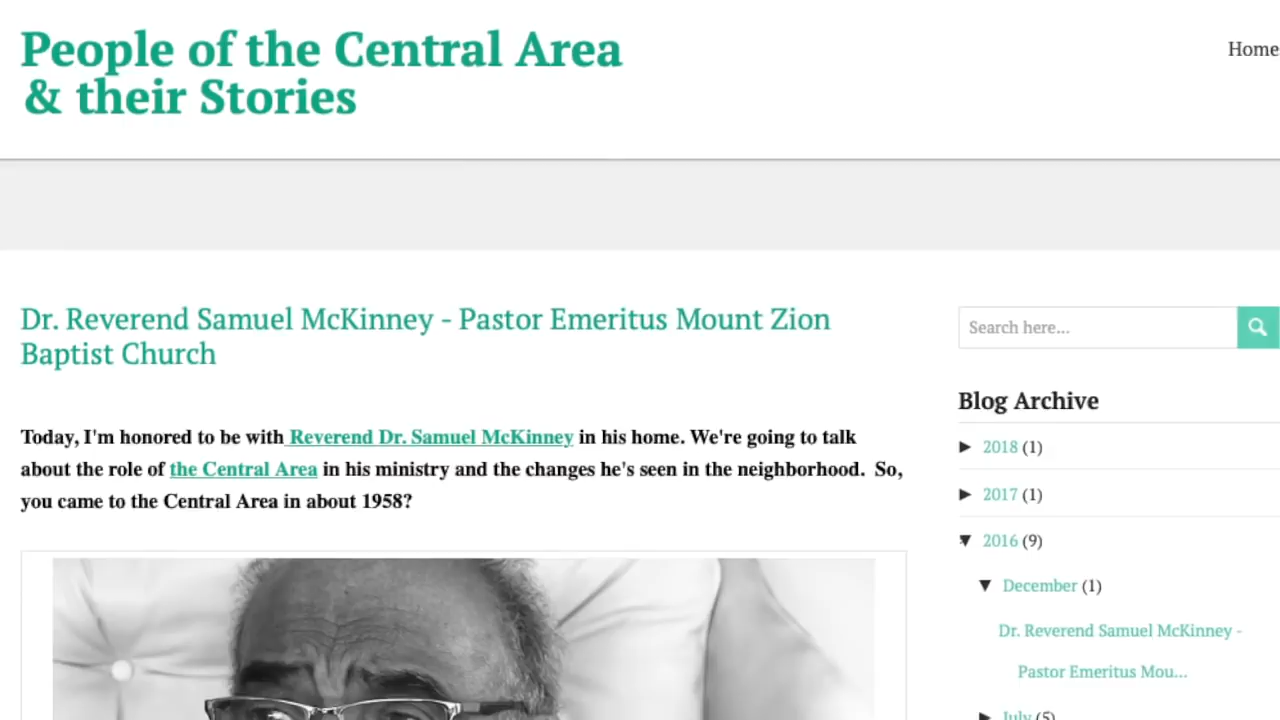 People of the Central Area
& their Stories
Home
Dr. Reverend Samuel McKinney - Pastor Emeritus Mount Zion
Baptist Church
Today, I'm honored to be with Reverend Dr. Samuel McKinney in his home. We're going to talk
about the role of the Central Area in his ministry and the changes he's seen in the neighborhood.  So,
you came to the Central Area in about 1958?
Search here...
Blog Archive
► 2018 (1)
► 2017 (1)
▼ 2016 (9)
▼ December (1)
Dr. Reverend Samuel McKinney -
Pastor Emeritus Mou...
► July (5)